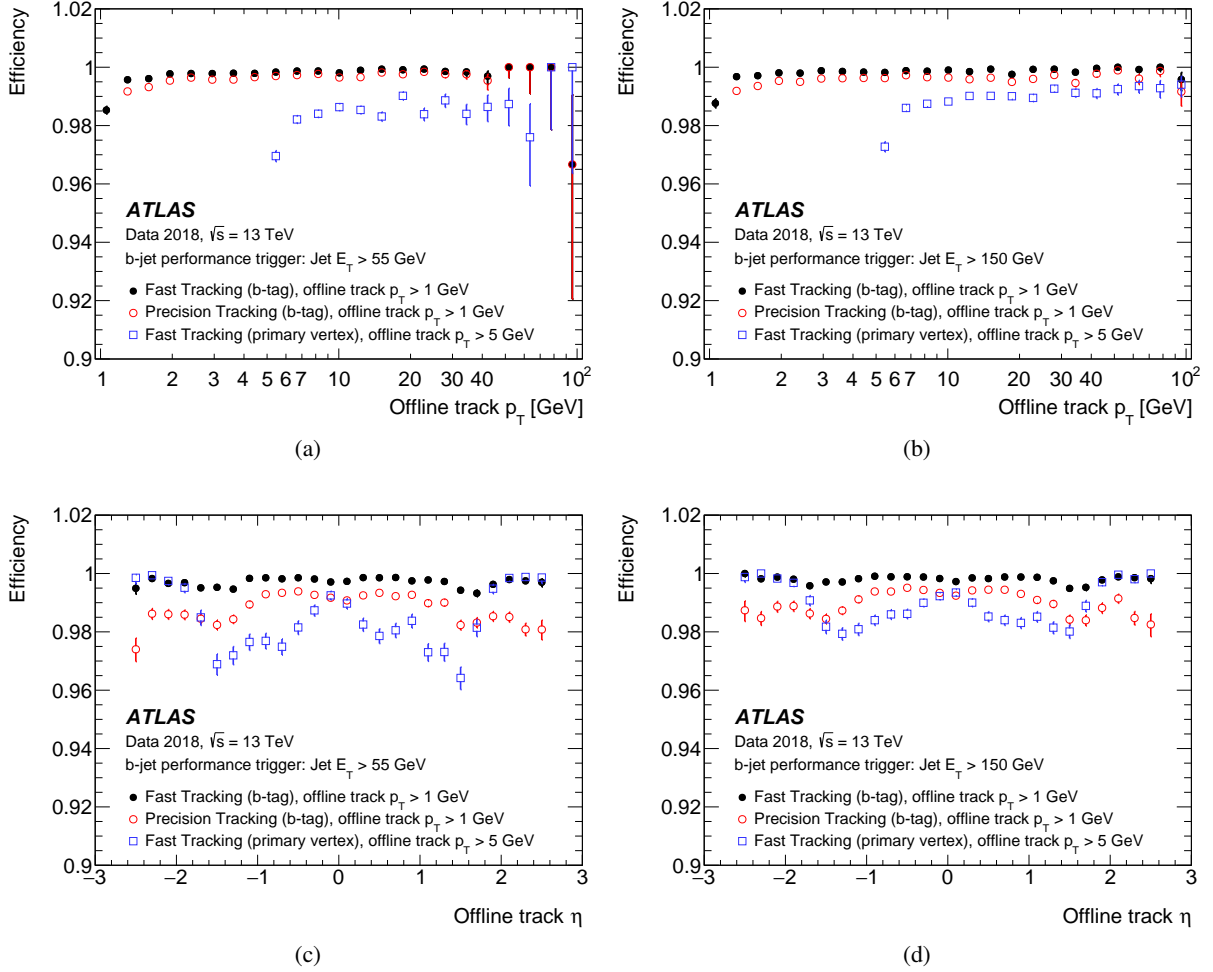 1.02
1
0.98
0.96
0.94
0.92
0.9
Efficiency
ATLAS
Data 2018, √s = 13 TeV
b-jet performance trigger: Jet E_T > 55 GeV
Fast Tracking (b-tag), offline track p_T > 1 GeV
Precision Tracking (b-tag), offline track p_T > 1 GeV
Fast Tracking (primary vertex), offline track p_T > 5 GeV
1 2 3 4 5 6 7 10 20 30 40 10²
Offline track p_T [GeV]
(a)
1.02
1
0.98
0.96
0.94
0.92
0.9
Efficiency
ATLAS
Data 2018, √s = 13 TeV
b-jet performance trigger: Jet E_T > 150 GeV
Fast Tracking (b-tag), offline track p_T > 1 GeV
Precision Tracking (b-tag), offline track p_T > 1 GeV
Fast Tracking (primary vertex), offline track p_T > 5 GeV
1 2 3 4 5 6 7 10 20 30 40 10²
Offline track p_T [GeV]
(b)
1.02
1
0.98
0.96
0.94
0.92
0.9
Efficiency
ATLAS
Data 2018, √s = 13 TeV
b-jet performance trigger: Jet E_T > 55 GeV
Fast Tracking (b-tag), offline track p_T > 1 GeV
Precision Tracking (b-tag), offline track p_T > 1 GeV
Fast Tracking (primary vertex), offline track p_T > 5 GeV
−3 −2 −1 0 1 2 3
Offline track η
(c)
1.02
1
0.98
0.96
0.94
0.92
0.9
Efficiency
ATLAS
Data 2018, √s = 13 TeV
b-jet performance trigger: Jet E_T > 150 GeV
Fast Tracking (b-tag), offline track p_T > 1 GeV
Precision Tracking (b-tag), offline track p_T > 1 GeV
Fast Tracking (primary vertex), offline track p_T > 5 GeV
−3 −2 −1 0 1 2 3
Offline track η
(d)